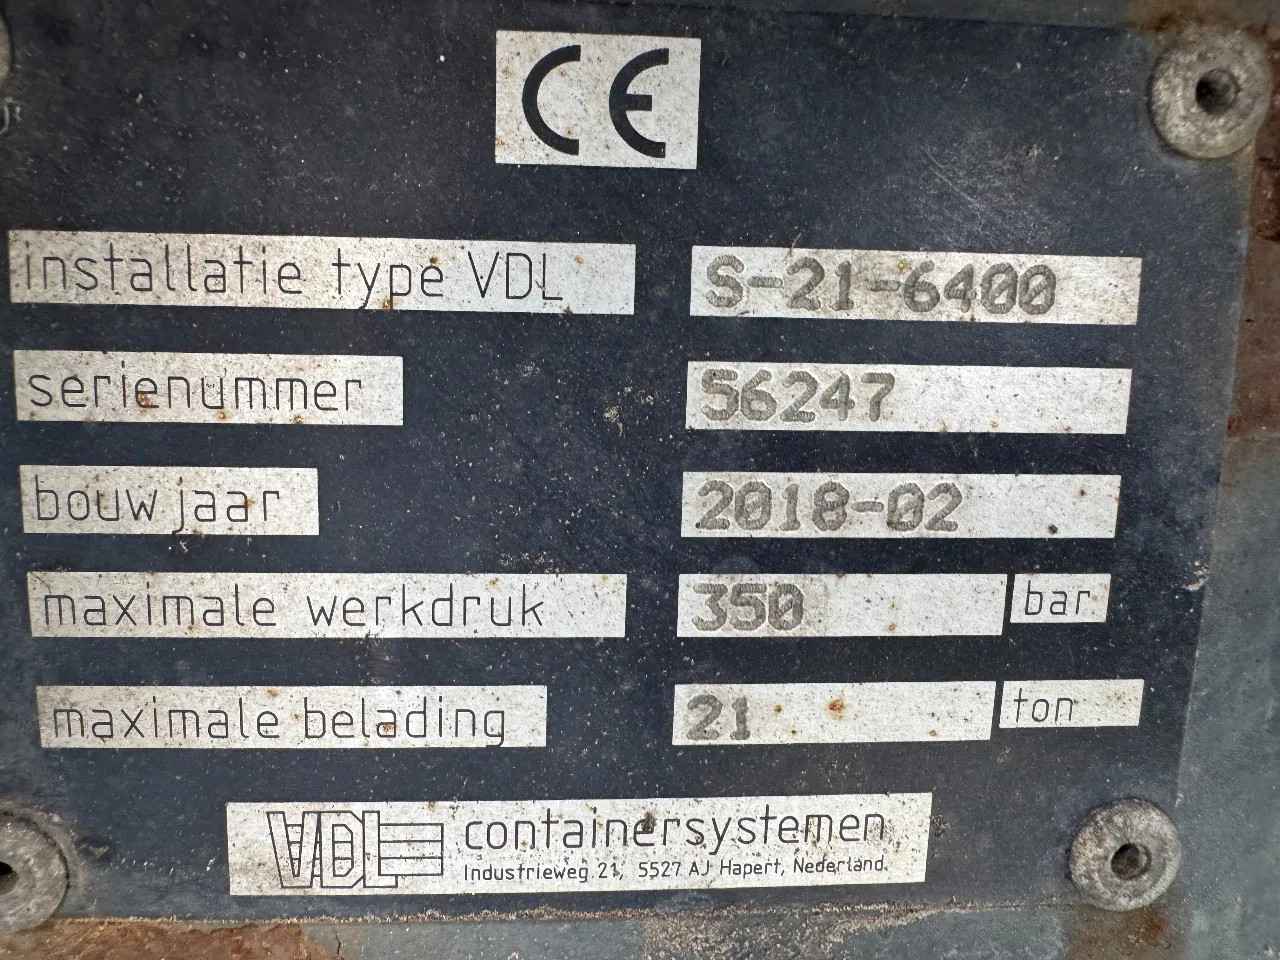 CE
installatie type VDL S-21-6400
serienummer 56247
bouwjaar 2018-02
maximale werkdruk 350 bar
maximale belading 21 ton
VDL containersystemen
Industrieweg 21, 5527 AJ Hapert, Nederland.